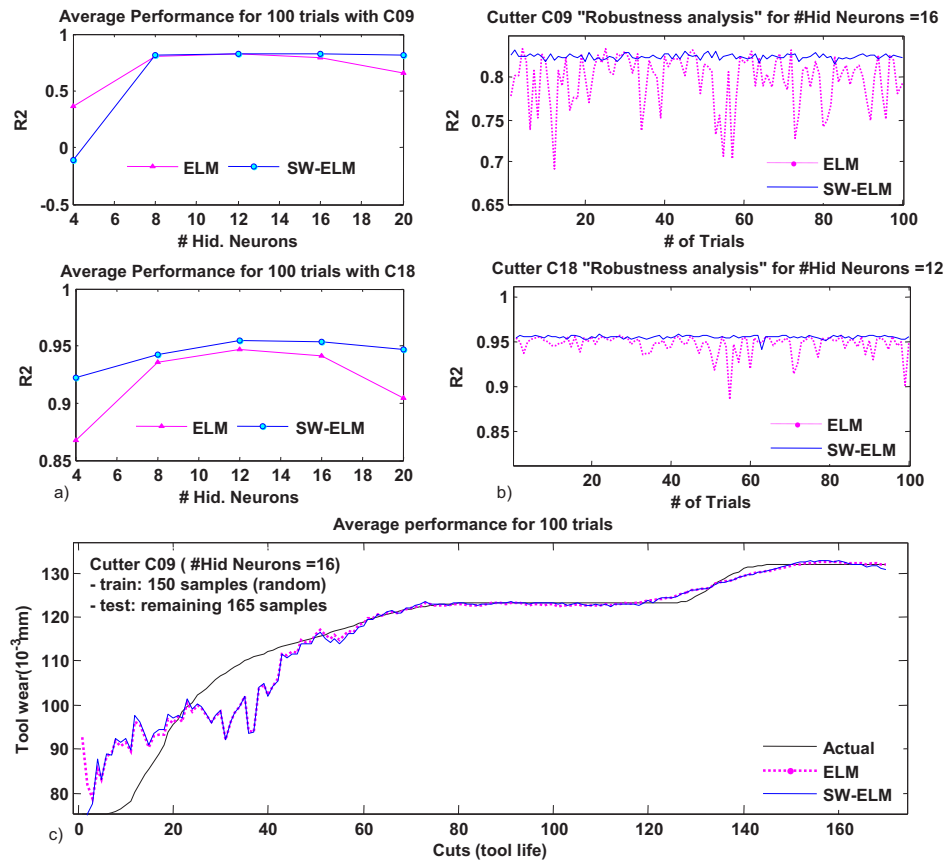 Average Performance for 100 trials with C09
1
0.5
0
-0.5
R2
ELM
SW-ELM
4 6 8 10 12 14 16 18 20
# Hid. Neurons
Cutter C09 "Robustness analysis" for #Hid Neurons =16
0.8
0.75
0.7
0.65
R2
ELM
SW-ELM
20 40 60 80 100
# of Trials
Average Performance for 100 trials with C18
1
0.95
0.9
0.85
R2
ELM
SW-ELM
4 6 8 10 12 14 16 18 20
# Hid. Neurons
a)
Cutter C18 "Robustness analysis" for #Hid Neurons =12
1
0.95
0.9
0.85
R2
ELM
SW-ELM
20 40 60 80 100
# of Trials
b)
Average performance for 100 trials
Cutter C09 ( #Hid Neurons =16)
- train: 150 samples (random)
- test: remaining 165 samples
130
120
110
100
90
80
Tool wear(10⁻³mm)
Actual
ELM
SW-ELM
0 20 40 60 80 100 120 140 160
Cuts (tool life)
c)